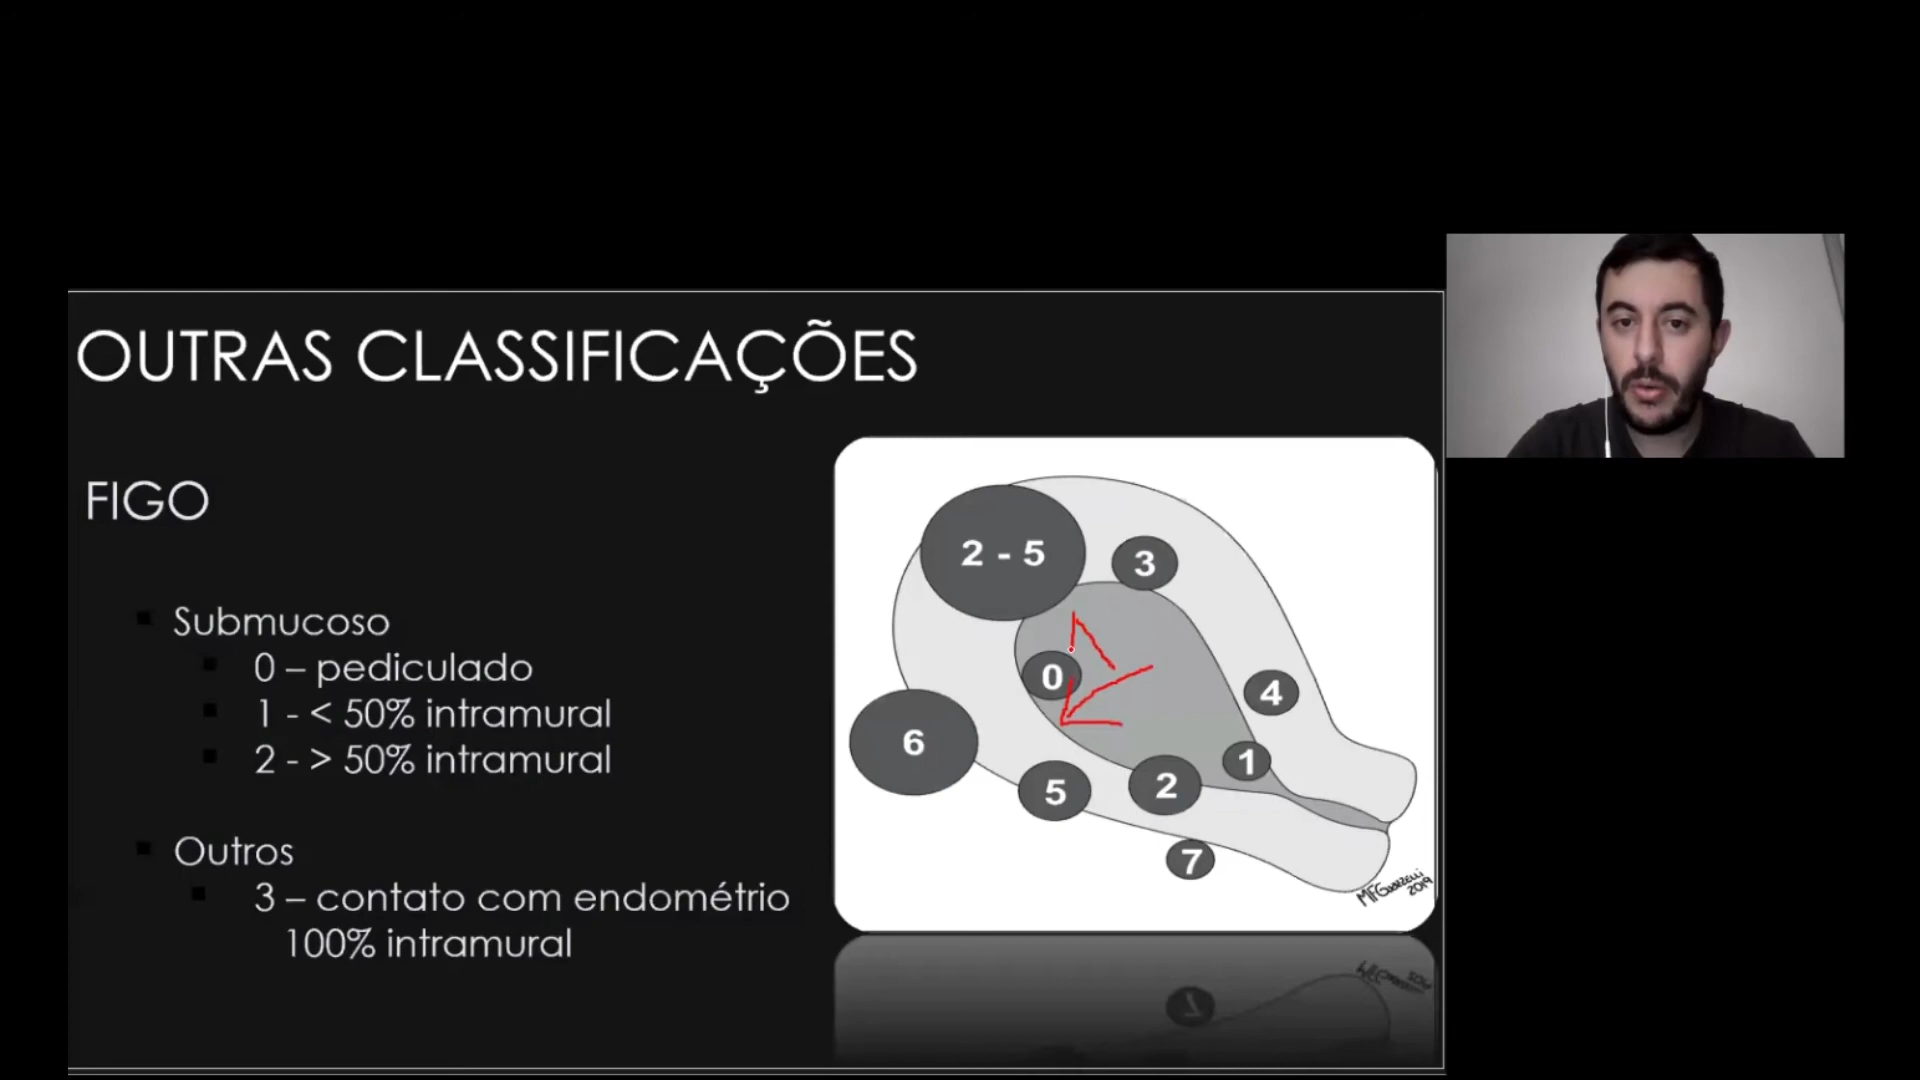 OUTRAS CLASSIFICAÇÕES
FIGO
Submucoso
0 – pediculado
1 - < 50% intramural
2 - > 50% intramural
Outros
3 – contato com endométrio
100% intramural
2 - 5
3
0
4
6
1
5
2
7
2019